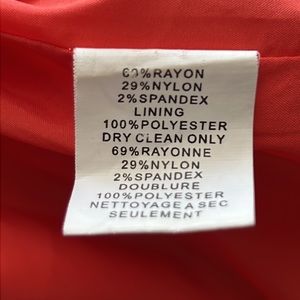 69%RAYON
29%NYLON
2%SPANDEX
LINING
100%POLYESTER
DRY CLEAN ONLY
69%RAYONNE
29%NYLON
2%SPANDEX
DOUBLURE
100%POLYESTER
NETTOYAGE A SEC
SEULEMENT